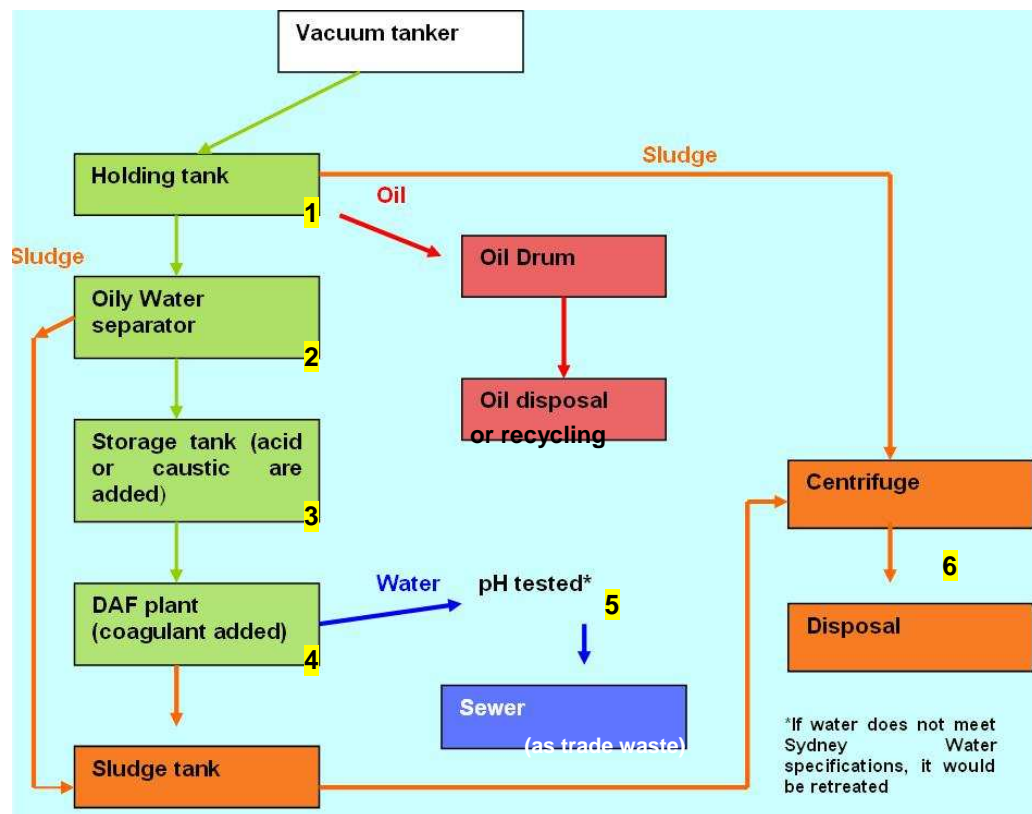 Vacuum tanker
Sludge
Holding tank
1
Oil
Sludge
Oil Drum
Oily Water
separator
2
Oil disposal
or recycling
Storage tank (acid
or caustic are
added)
3
Centrifuge
6
Water
pH tested*
5
DAF plant
(coagulant added)
4
Disposal
Sewer
(as trade waste)
*If water does not meet
Sydney Water
specifications, it would
be retreated
Sludge tank